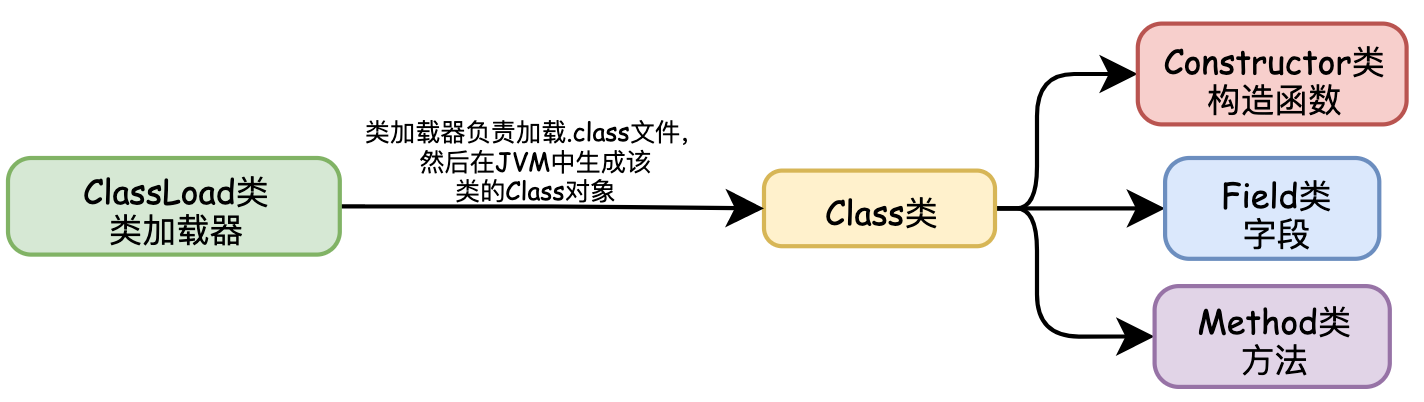 ClassLoad类
类加载器
类加载器负责加载.class文件，
然后在JVM中生成该
类的Class对象
Class类
Constructor类
构造函数
Field类
字段
Method类
方法